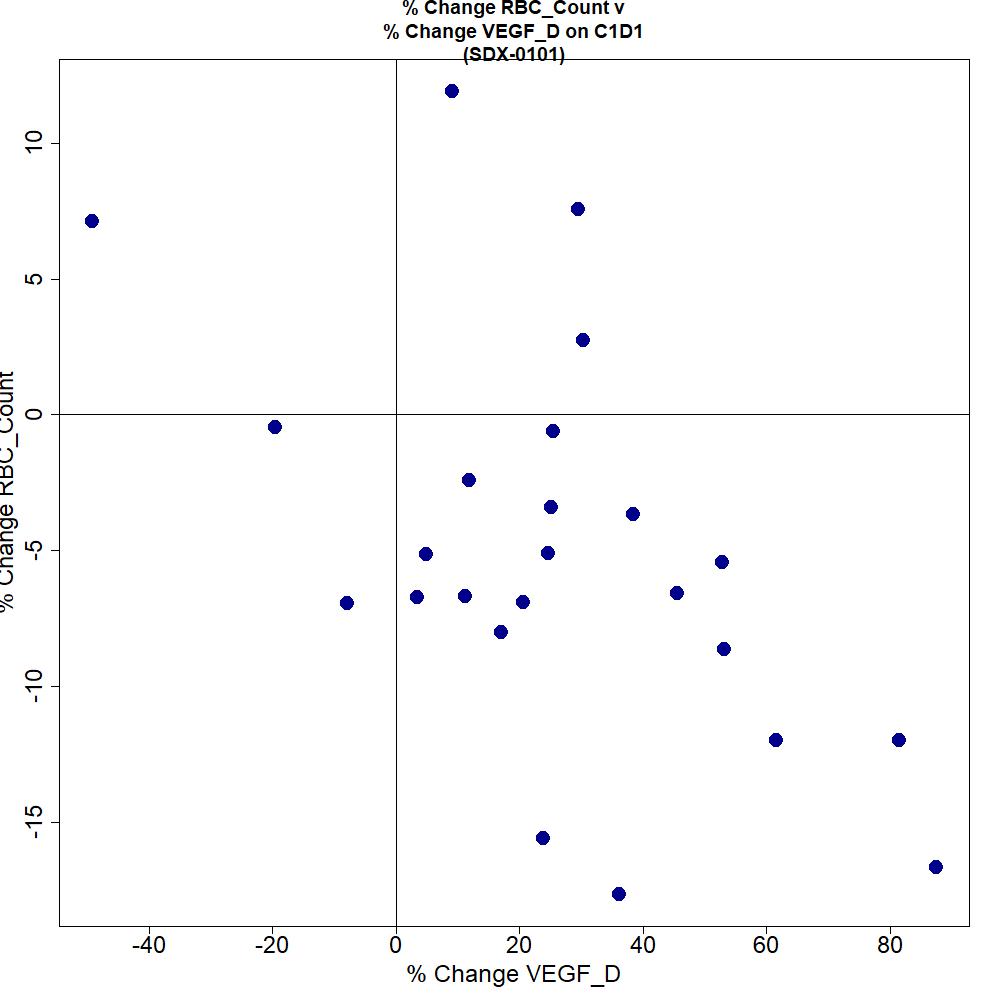 % Change RBC_Count v
% Change VEGF_D on C1D1
(SDX-0101)
10
5
0
-5
-10
-15
% Change RBC_Count
-40
-20
0
20
40
60
80
% Change VEGF_D